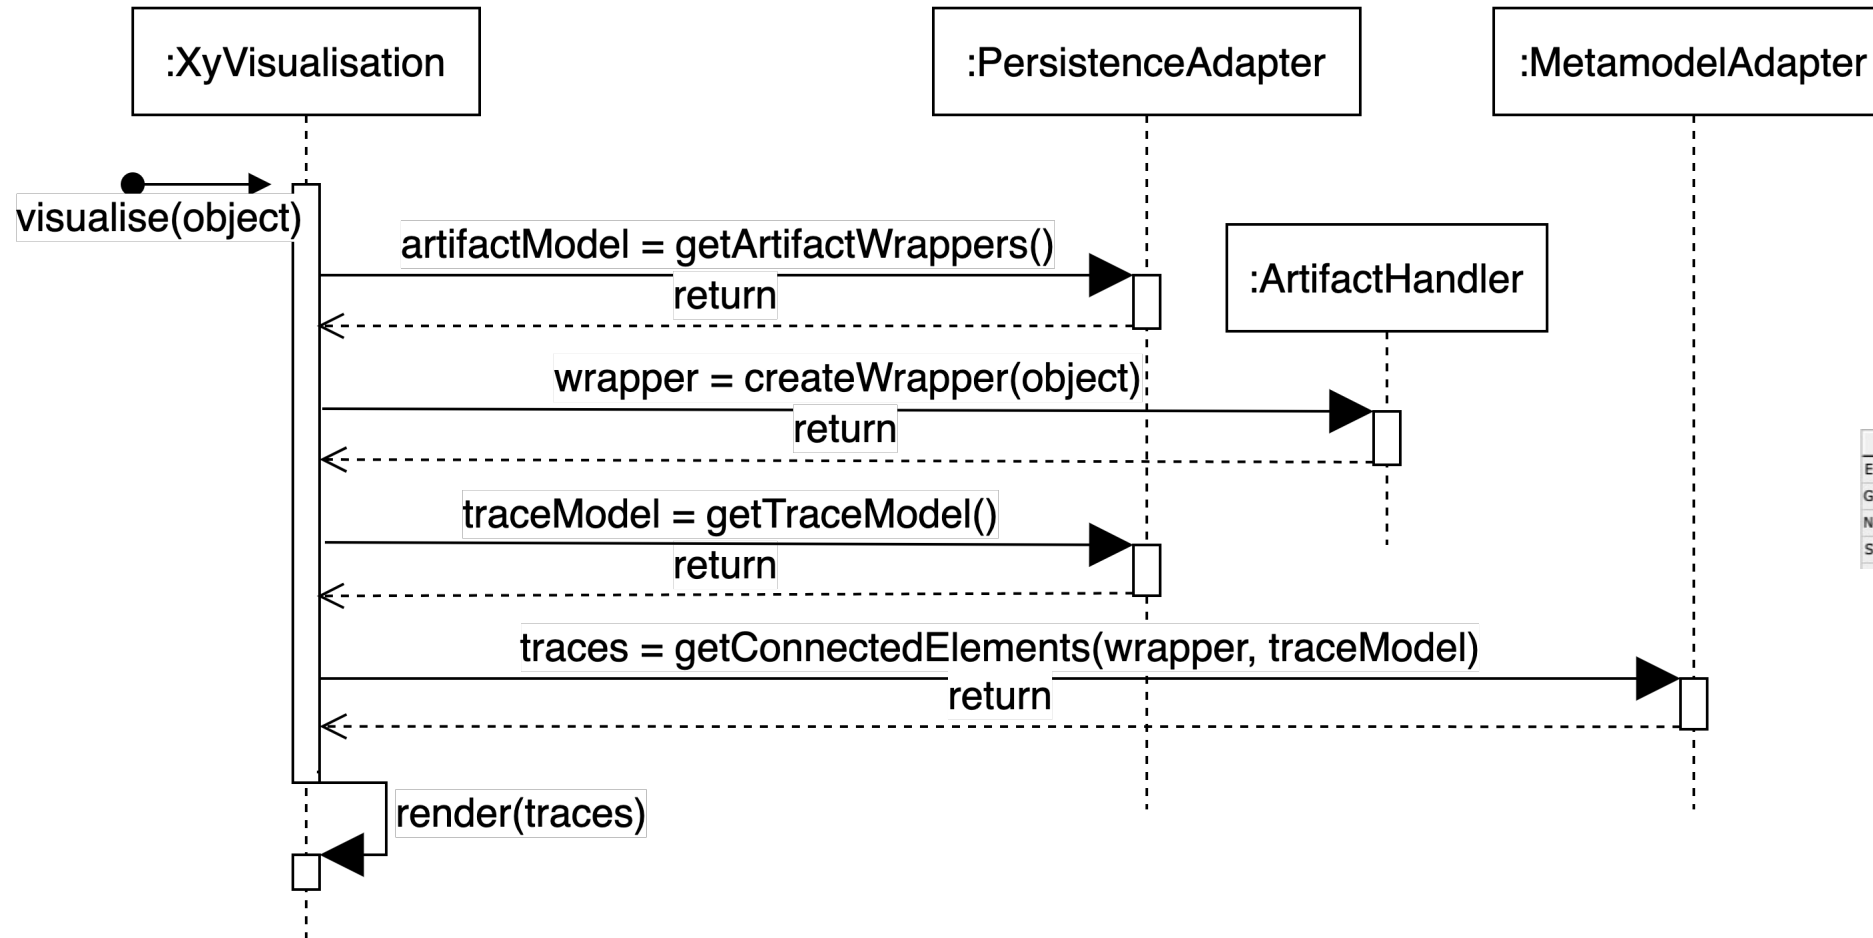 :XyVisualisation
:PersistenceAdapter
:MetamodelAdapter
visualise(object)
artifactModel = getArtifactWrappers()
return
:ArtifactHandler
wrapper = createWrapper(object)
return
traceModel = getTraceModel()
return
traces = getConnectedElements(wrapper, traceModel)
return
render(traces)
E
G
N
S